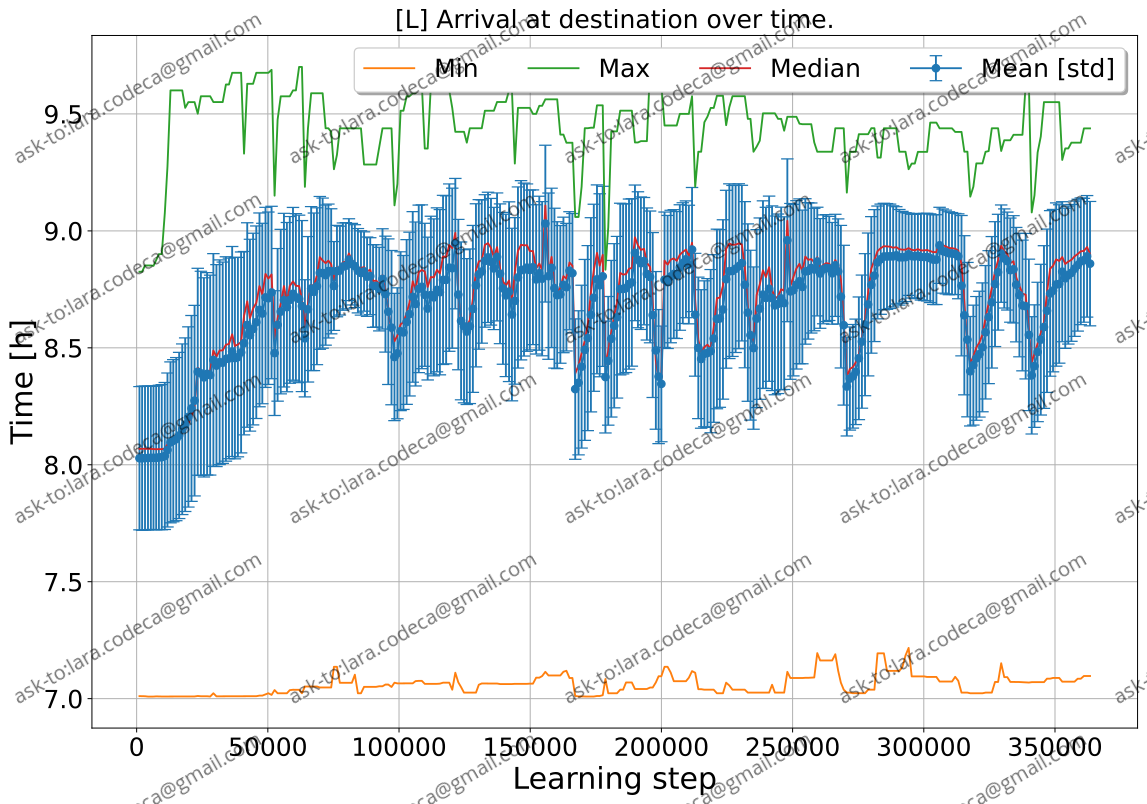 [L] Arrival at destination over time.
Min Max Median Mean [std]
9.5
9.0
8.5
8.0
7.5
7.0
Time [h]
0 50000 100000 150000 200000 250000 300000 350000
Learning step
ask-to:lara.codeca@gmail.com